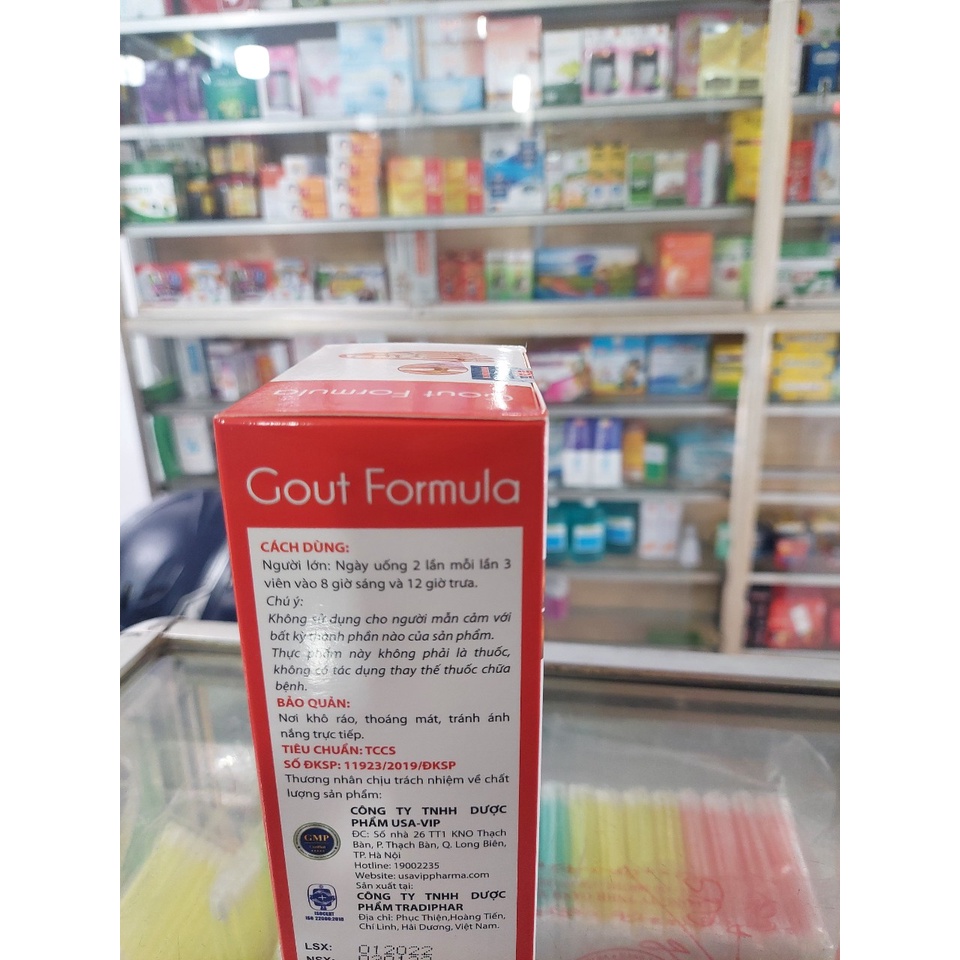 Gout Formula
Gout Formula
CÁCH DÙNG:
Người lớn: Ngày uống 2 lần mỗi lần 3
viên vào 8 giờ sáng và 12 giờ trưa.
Chú ý:
Không sử dụng cho người mẫn cảm với
bất kỳ thành phần nào của sản phẩm.
Thực phẩm này không phải là thuốc,
không có tác dụng thay thế thuốc chữa
bệnh.
BẢO QUẢN:
Nơi khô ráo, thoáng mát, tránh ánh
nắng trực tiếp.
TIÊU CHUẨN: TCCS
SỐ ĐKSP: 11923/2019/ĐKSP
Thương nhân chịu trách nhiệm về chất
lượng sản phẩm:
CÔNG TY TNHH DƯỢC
PHẨM USA-VIP
ĐC: Số nhà 26 TT1 KNO Thạch
Bàn, P. Thạch Bàn, Q. Long Biên,
TP. Hà Nội
Hotline: 19002235
Website: usavippharma.com
Sản xuất tại:
CÔNG TY TNHH DƯỢC
PHẨM TRADIPHAR
Địa chỉ: Phục Thiện,Hoàng Tiến,
Chí Linh, Hải Dương, Việt Nam.
GMP
ISOCERT
ISO 22000:2018
LSX: 012022
NSX: